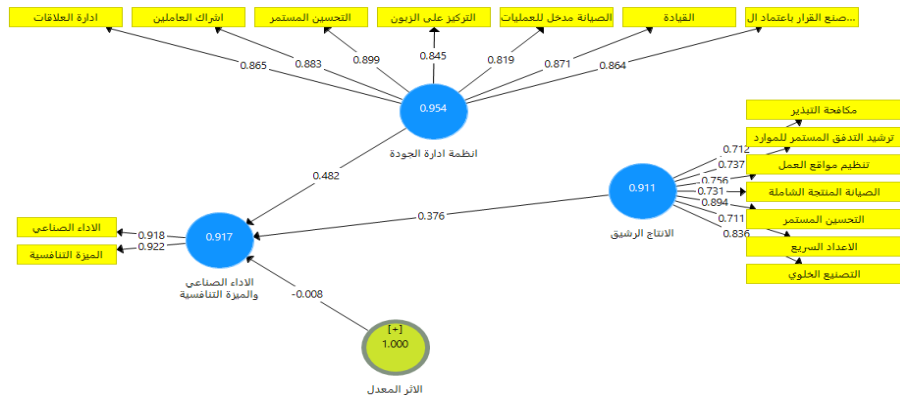 ادارة العلاقات
اشراك العاملين
التحسين المستمر
التركيز على الزبون
الصيانة مدخل للعمليات
القيادة
صنع القرار باعتماد ال...
0.865
0.883
0.899
0.845
0.819
0.871
0.864
0.954
انظمة ادارة الجودة
مكافحة التبذير
ترشيد التدفق المستمر للموارد
تنظيم مواقع العمل
الصيانة المنتجة الشاملة
التحسين المستمر
الاعداد السريع
التصنيع الخلوي
0.712
0.737
0.756
0.731
0.894
0.711
0.836
0.911
الانتاج الرشيق
0.482
0.376
الاداء الصناعي
الميزة التنافسية
0.918
0.922
0.917
الاداء الصناعي
والميزة التنافسية
-0.008
[+]
1.000
الاثر المعدل